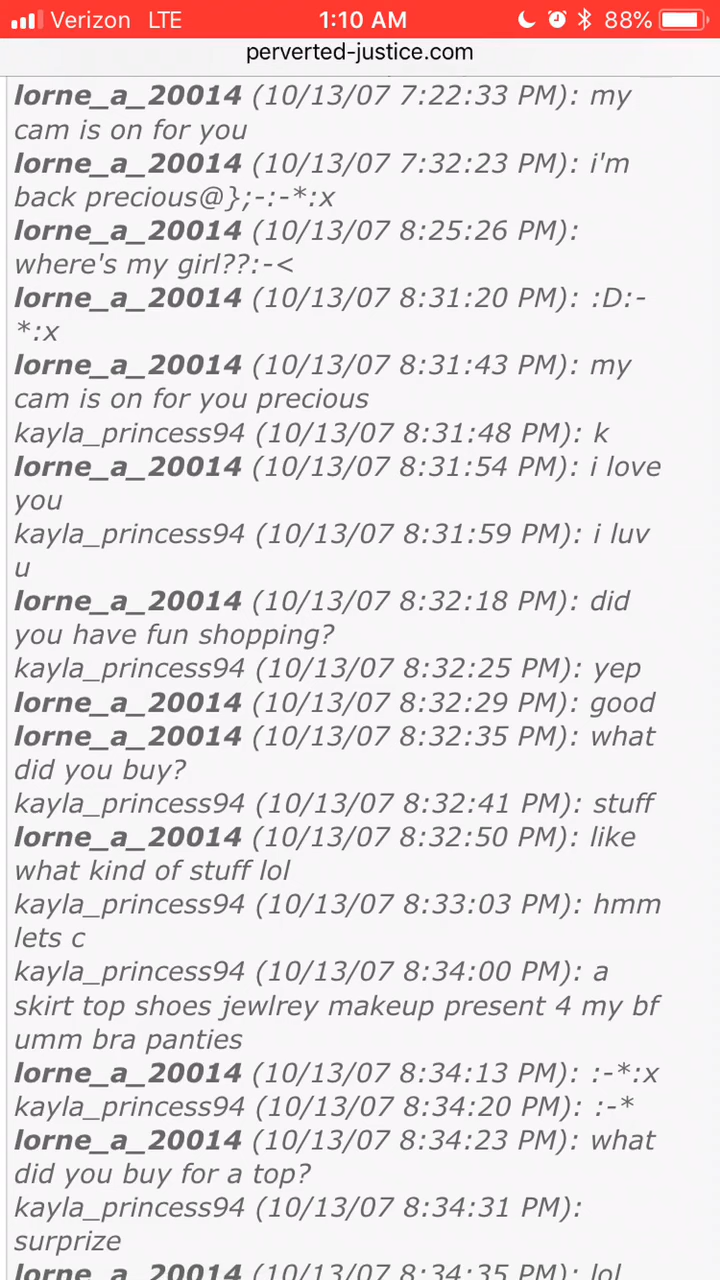 Verizon LTE 1:10 AM 88%
perverted-justice.com
lorne_a_20014 (10/13/07 7:22:33 PM): my
cam is on for you
lorne_a_20014 (10/13/07 7:32:23 PM): i'm
back precious@};-:-*:x
lorne_a_20014 (10/13/07 8:25:26 PM):
where's my girl??:-<
lorne_a_20014 (10/13/07 8:31:20 PM): :D:-
*:x
lorne_a_20014 (10/13/07 8:31:43 PM): my
cam is on for you precious
kayla_princess94 (10/13/07 8:31:48 PM): k
lorne_a_20014 (10/13/07 8:31:54 PM): i love
you
kayla_princess94 (10/13/07 8:31:59 PM): i luv
u
lorne_a_20014 (10/13/07 8:32:18 PM): did
you have fun shopping?
kayla_princess94 (10/13/07 8:32:25 PM): yep
lorne_a_20014 (10/13/07 8:32:29 PM): good
lorne_a_20014 (10/13/07 8:32:35 PM): what
did you buy?
kayla_princess94 (10/13/07 8:32:41 PM): stuff
lorne_a_20014 (10/13/07 8:32:50 PM): like
what kind of stuff lol
kayla_princess94 (10/13/07 8:33:03 PM): hmm
lets c
kayla_princess94 (10/13/07 8:34:00 PM): a
skirt top shoes jewlrey makeup present 4 my bf
umm bra panties
lorne_a_20014 (10/13/07 8:34:13 PM): :-*:x
kayla_princess94 (10/13/07 8:34:20 PM): :-*
lorne_a_20014 (10/13/07 8:34:23 PM): what
did you buy for a top?
kayla_princess94 (10/13/07 8:34:31 PM):
surprize
lorne_a_20014 (10/13/07 8:34:35 PM): lol